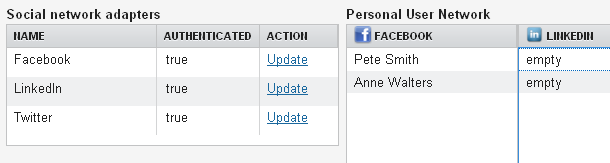 Social network adapters
NAME AUTHENTICATED ACTION
Facebook true Update
LinkedIn true Update
Twitter true Update
Personal User Network
FACEBOOK LINKEDIN
Pete Smith empty
Anne Walters empty